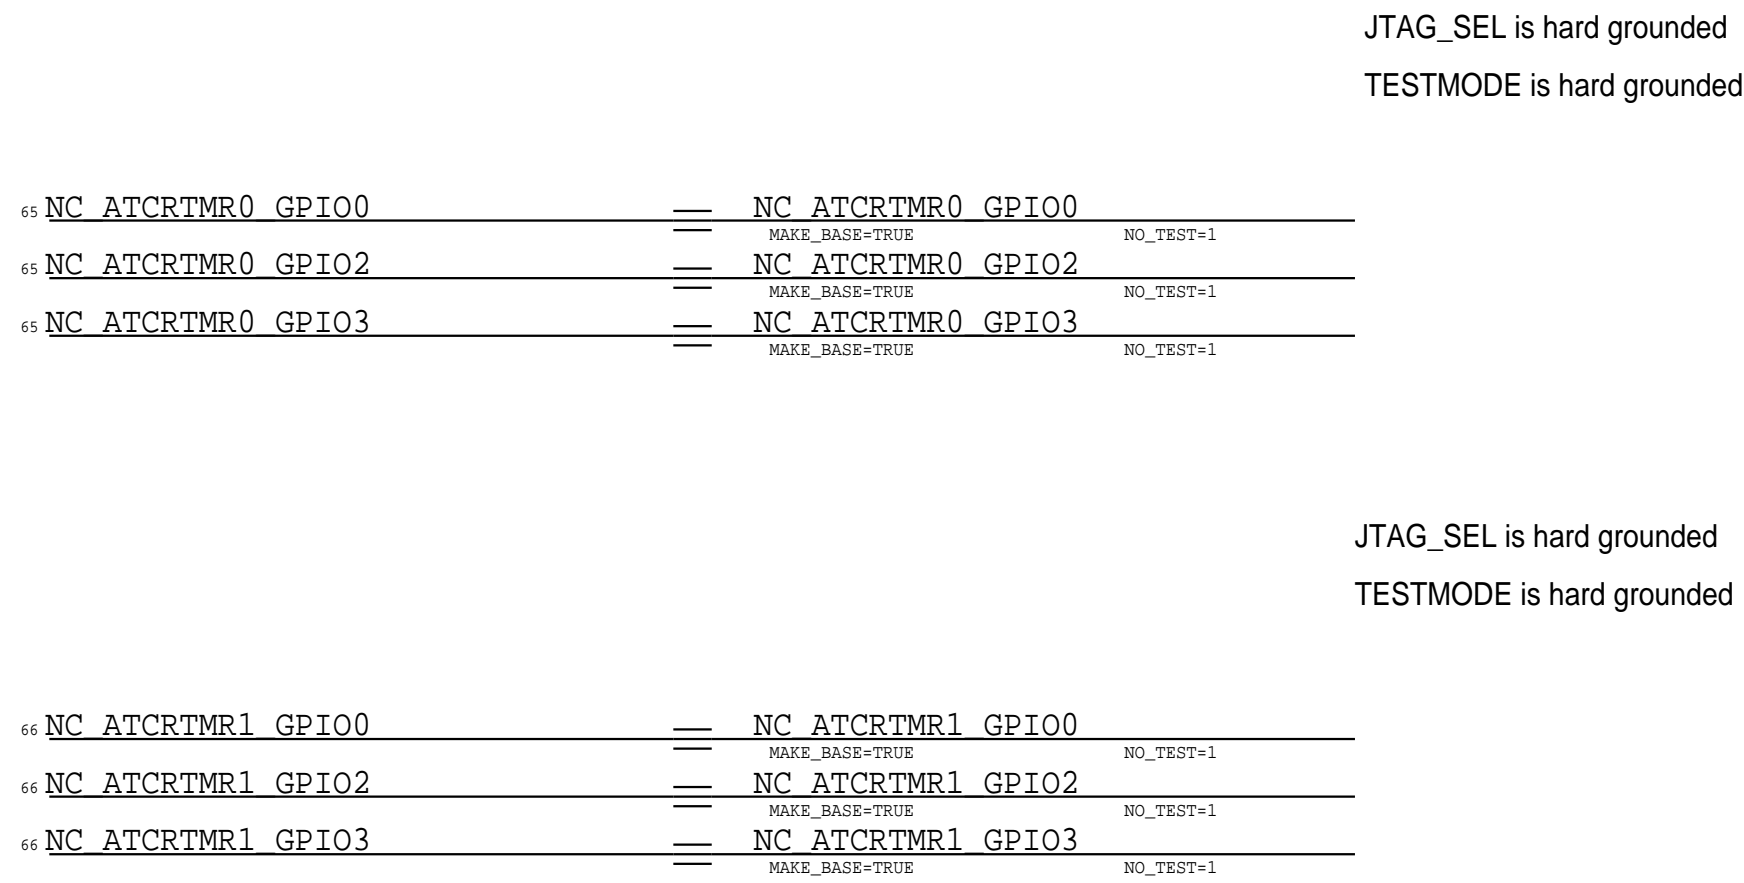 JTAG_SEL is hard grounded
TESTMODE is hard grounded
65 NC_ATCRTMR0_GPIO0 NC_ATCRTMR0_GPIO0
MAKE_BASE=TRUE NO_TEST=1
65 NC_ATCRTMR0_GPIO2 NC_ATCRTMR0_GPIO2
MAKE_BASE=TRUE NO_TEST=1
65 NC_ATCRTMR0_GPIO3 NC_ATCRTMR0_GPIO3
MAKE_BASE=TRUE NO_TEST=1
JTAG_SEL is hard grounded
TESTMODE is hard grounded
66 NC_ATCRTMR1_GPIO0 NC_ATCRTMR1_GPIO0
MAKE_BASE=TRUE NO_TEST=1
66 NC_ATCRTMR1_GPIO2 NC_ATCRTMR1_GPIO2
MAKE_BASE=TRUE NO_TEST=1
66 NC_ATCRTMR1_GPIO3 NC_ATCRTMR1_GPIO3
MAKE_BASE=TRUE NO_TEST=1